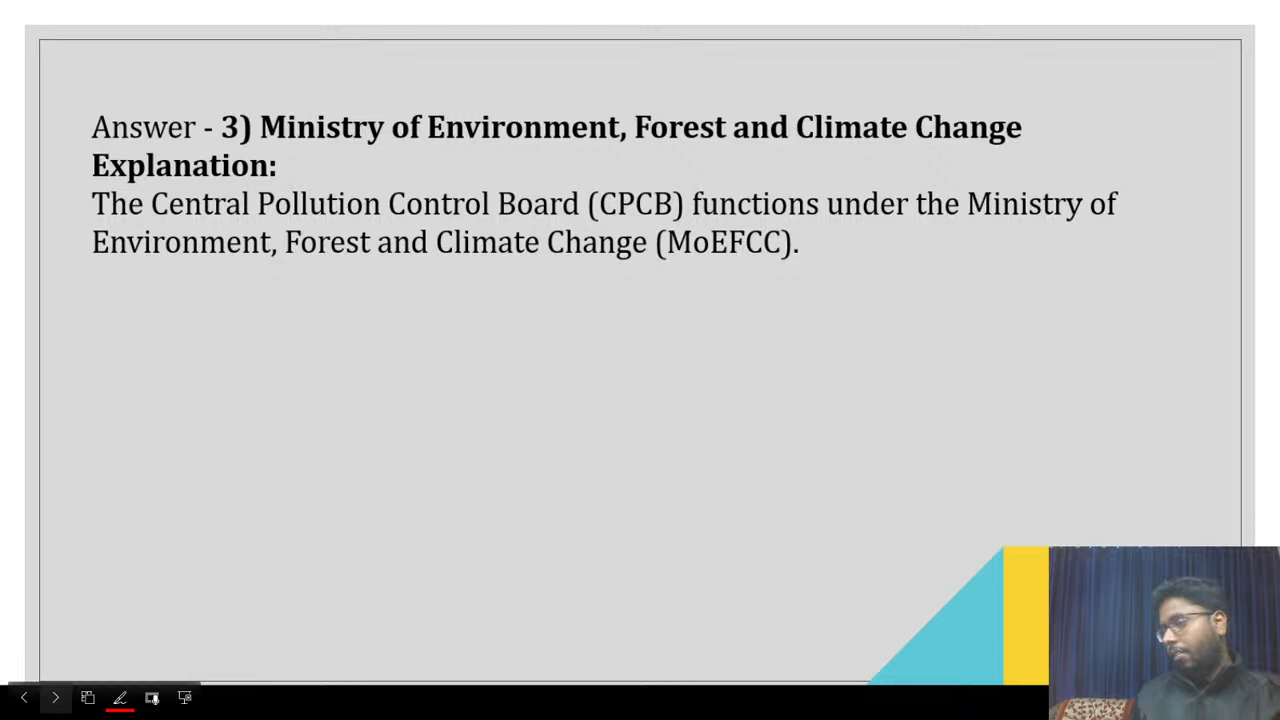 Answer - 3) Ministry of Environment, Forest and Climate Change
Explanation:
The Central Pollution Control Board (CPCB) functions under the Ministry of
Environment, Forest and Climate Change (MoEFCC).